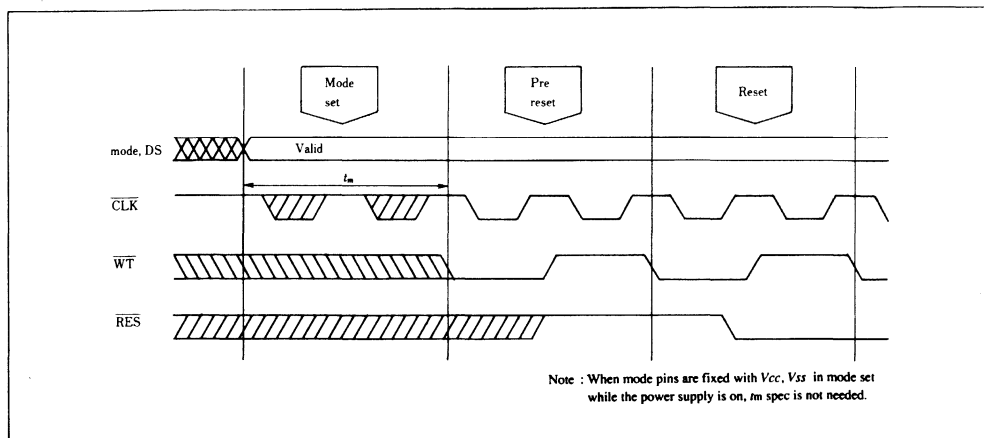 Mode
set
Pre
reset
Reset
mode, DS
Valid
tm
CLK
WT
RES
Note : When mode pins are fixed with Vcc, Vss in mode set
while the power supply is on, tm spec is not needed.